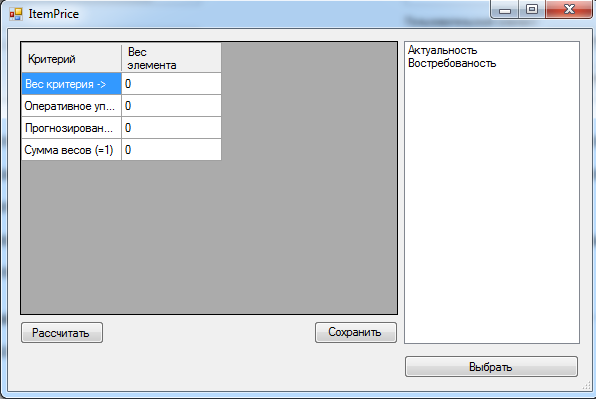 ItemPrice
Критерий
Вес
элемента
Вес критерия ->
0
Оперативное уп...
0
Прогнозирован...
0
Сумма весов (=1)
0
Актуальность
Востребованость
Рассчитать
Сохранить
Выбрать